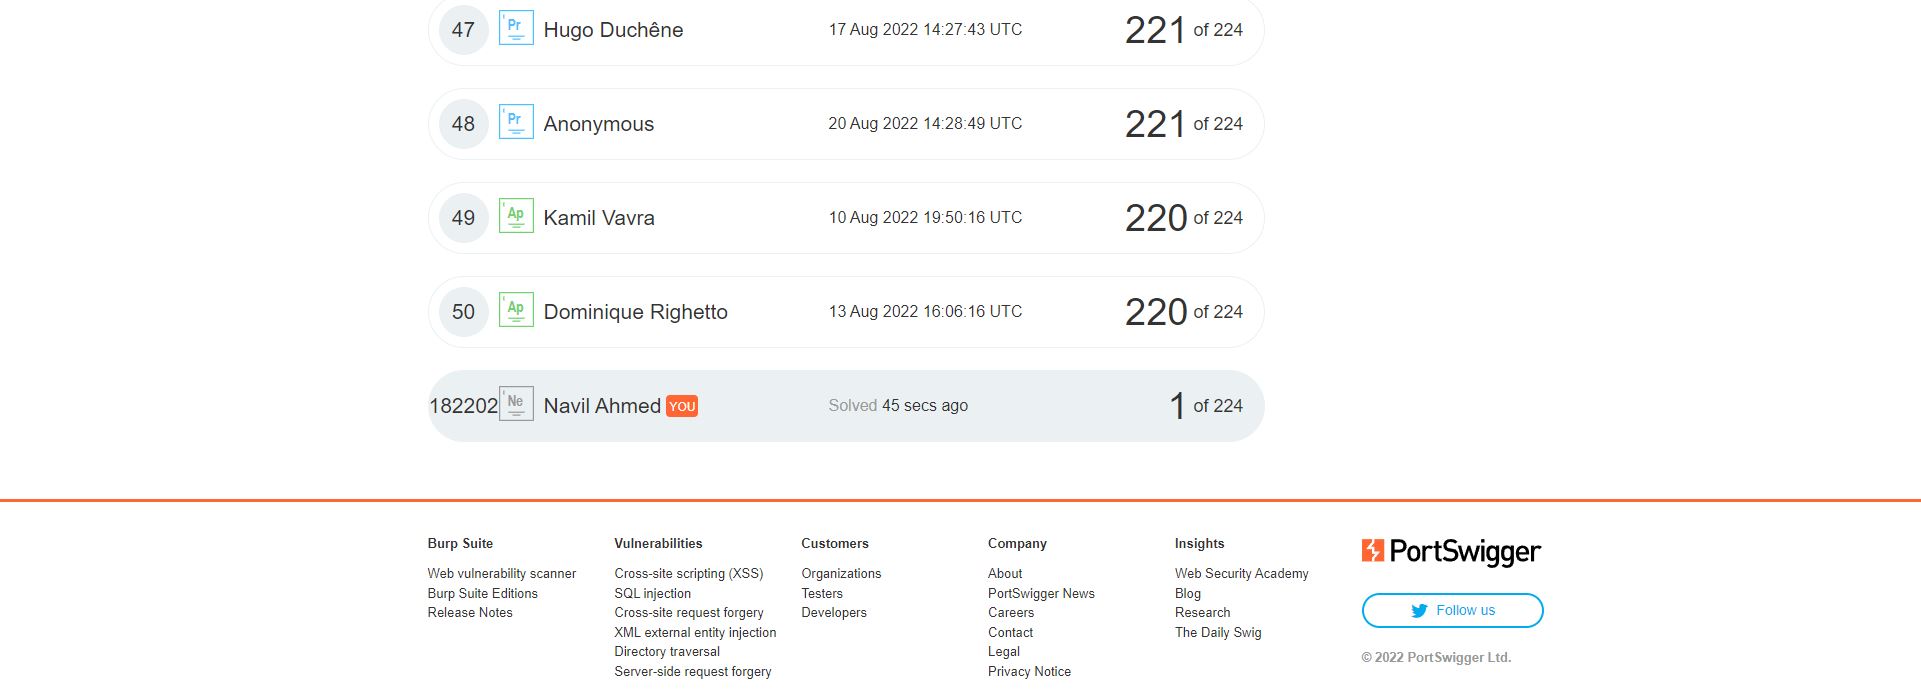 47 Pr Hugo Duchêne 17 Aug 2022 14:27:43 UTC 221 of 224
48 Pr Anonymous 20 Aug 2022 14:28:49 UTC 221 of 224
49 Ap Kamil Vavra 10 Aug 2022 19:50:16 UTC 220 of 224
50 Ap Dominique Righetto 13 Aug 2022 16:06:16 UTC 220 of 224
182202 Ne Navil Ahmed YOU Solved 45 secs ago 1 of 224
Burp Suite
Web vulnerability scanner
Burp Suite Editions
Release Notes
Vulnerabilities
Cross-site scripting (XSS)
SQL injection
Cross-site request forgery
XML external entity injection
Directory traversal
Server-side request forgery
Customers
Organizations
Testers
Developers
Company
About
PortSwigger News
Careers
Contact
Legal
Privacy Notice
Insights
Web Security Academy
Blog
Research
The Daily Swig
PortSwigger
Follow us
© 2022 PortSwigger Ltd.